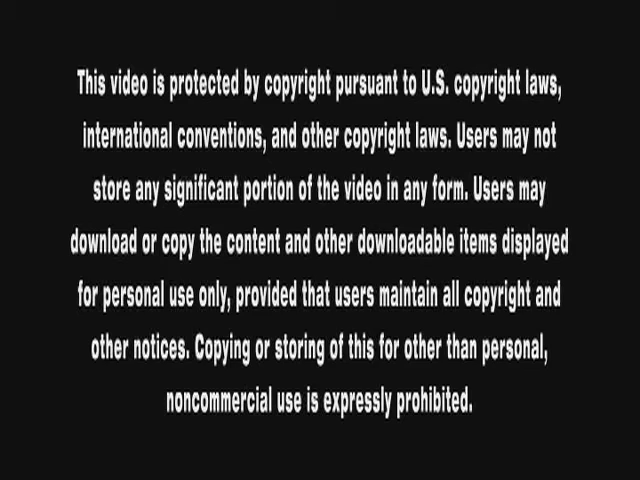 This video is protected by copyright pursuant to U.S. copyright laws,
international conventions, and other copyright laws. Users may not
store any significant portion of the video in any form. Users may
download or copy the content and other downloadable items displayed
for personal use only, provided that users maintain all copyright and
other notices. Copying or storing of this for other than personal,
noncommercial use is expressly prohibited.